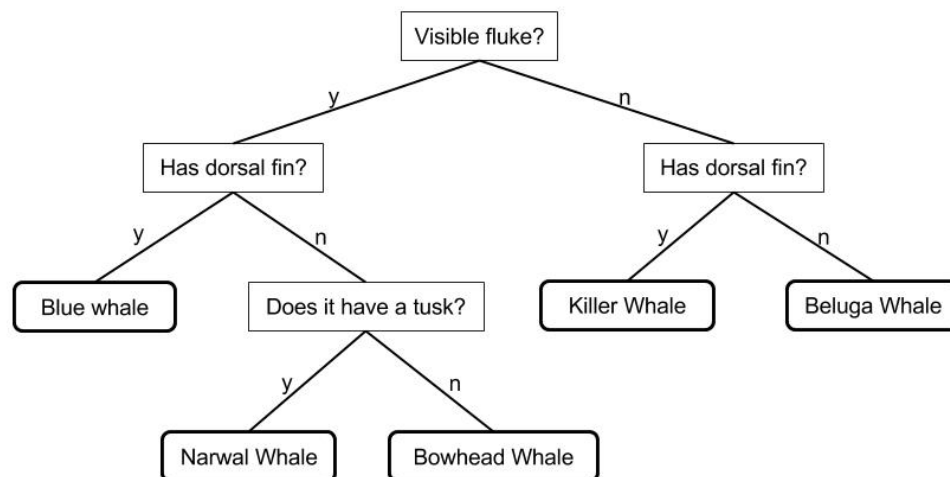 Visible fluke?
y
n
Has dorsal fin?
Has dorsal fin?
y
n
y
n
Blue whale
Does it have a tusk?
Killer Whale
Beluga Whale
y
n
Narwal Whale
Bowhead Whale